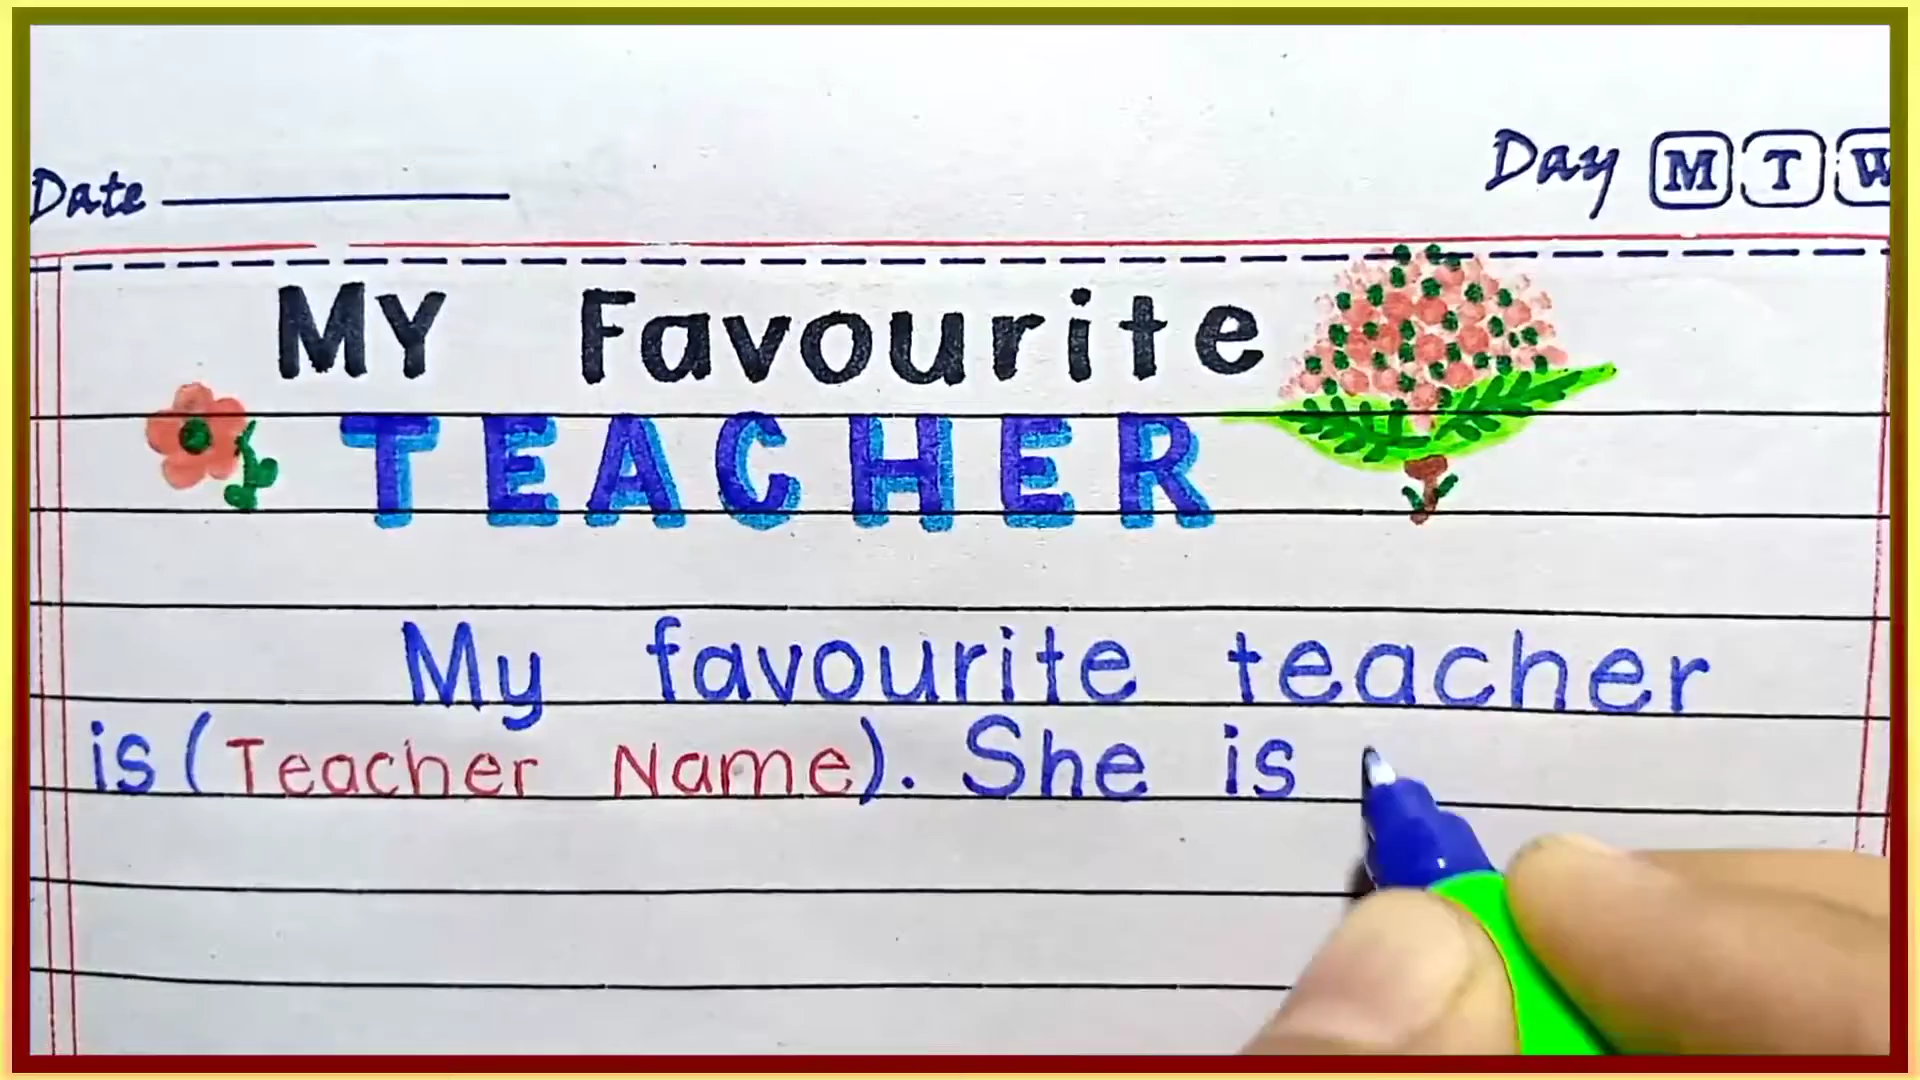 Date
Day M T W
MY Favourite
TEACHER
My favourite teacher
is (Teacher Name). She is